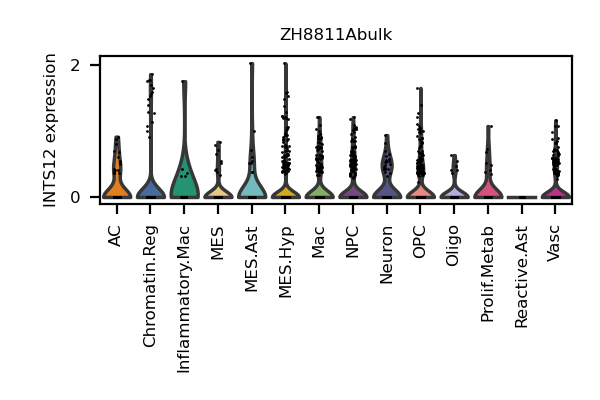 ZH8811Abulk
INTS12 expression
2
0
AC
Chromatin.Reg
Inflammatory.Mac
MES
MES.Ast
MES.Hyp
Mac
NPC
Neuron
OPC
Oligo
Prolif.Metab
Reactive.Ast
Vasc